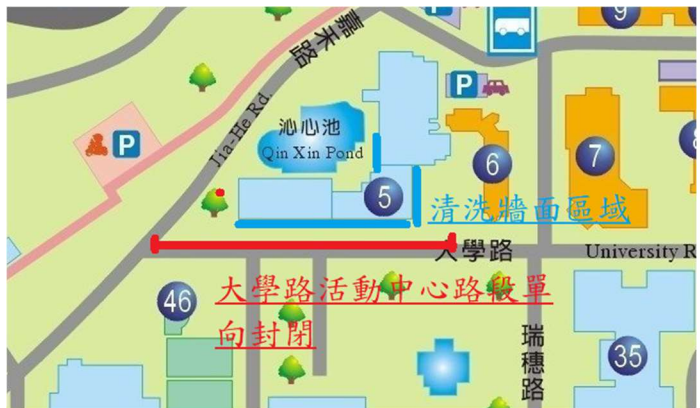 9
嘉禾路
P
沁心池
Jia-He Rd.
P
Qin Xin Pond
6
7
5
清洗牆面區域
大學路
University R
46
大學路活動中心路段單
向封閉
瑞穗路
35